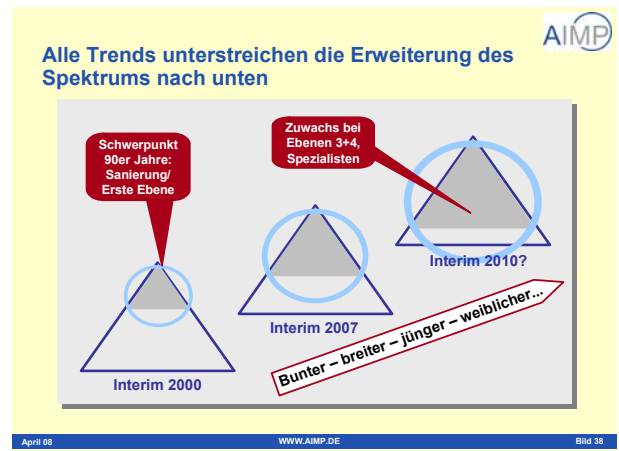 AIMP
Alle Trends unterstreichen die Erweiterung des
Spektrums nach unten
Schwerpunkt
90er Jahre:
Sanierung/
Erste Ebene
Zuwachs bei
Ebenen 3+4,
Spezialisten
Interim 2000
Interim 2007
Interim 2010?
Bunter – breiter – jünger – weiblicher...
April 08
WWW.AIMP.DE
Bild 38